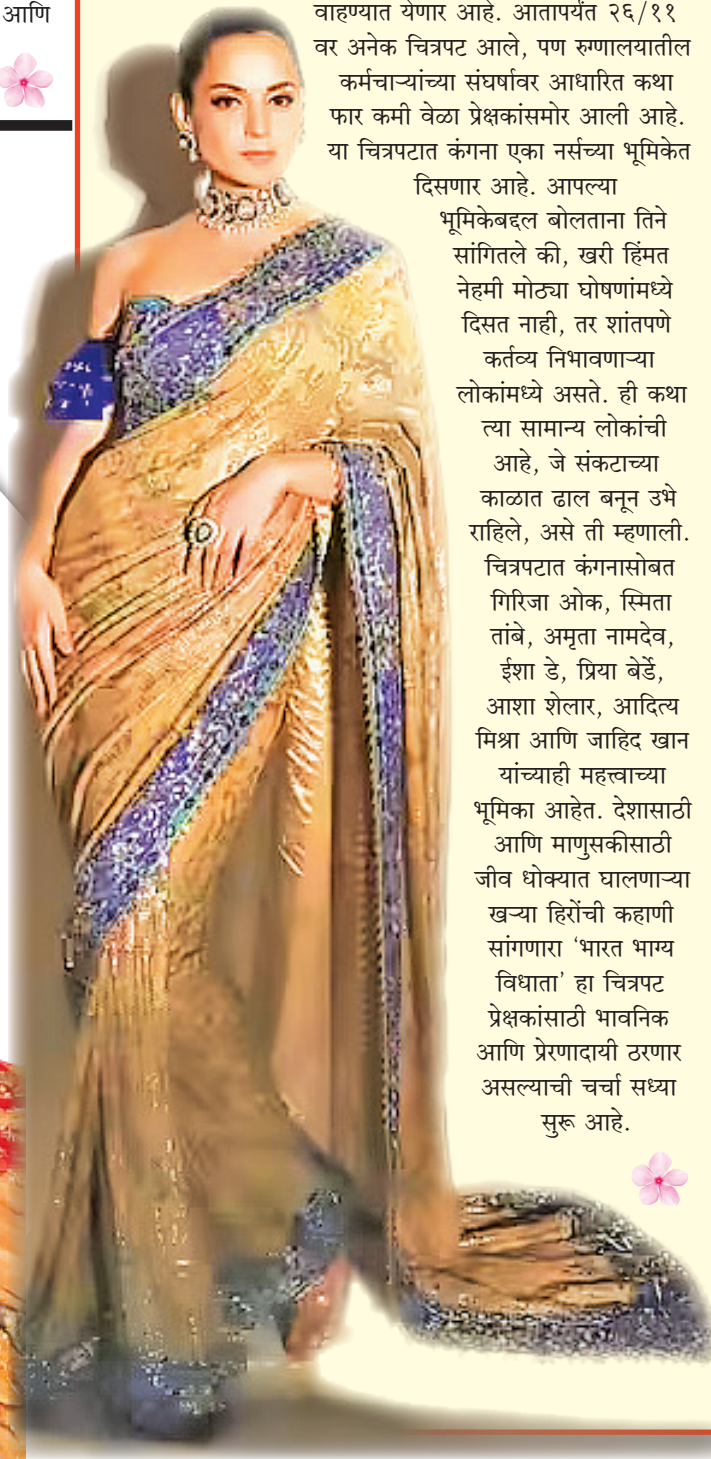 आणि
वाहण्यात येणार आहे. आतापर्यंत २६/११
वर अनेक चित्रपट आले, पण रुग्णालयातील
कर्मचाऱ्यांच्या संघर्षावर आधारित कथा
फार कमी वेळा प्रेक्षकांसमोर आली आहे.
या चित्रपटात कंगना एका नर्सच्या भूमिकेत
दिसणार आहे. आपल्या
भूमिकेबद्दल बोलताना तिने
सांगितले की, खरी हिंमत
नेहमी मोठ्या घोषणांमध्ये
दिसत नाही, तर शांतपणे
कर्तव्य निभावणाऱ्या
लोकांमध्ये असते. ही कथा
त्या सामान्य लोकांची
आहे, जे संकटाच्या
काळात ढाल बनून उभे
राहिले, असे ती म्हणाली.
चित्रपटात कंगनासोबत
गिरिजा ओक, स्मिता
तांबे, अमृता नामदेव,
ईशा डे, प्रिया बेर्डे,
आशा शेलार, आदित्य
मिश्रा आणि जाहिद खान
यांच्याही महत्त्वाच्या
भूमिका आहेत. देशासाठी
आणि माणुसकीसाठी
जीव धोक्यात घालणाऱ्या
खऱ्या हिरोंची कहाणी
सांगणारा ‘भारत भाग्य
विधाता’ हा चित्रपट
प्रेक्षकांसाठी भावनिक
आणि प्रेरणादायी ठरणार
असल्याची चर्चा सध्या
सुरू आहे.